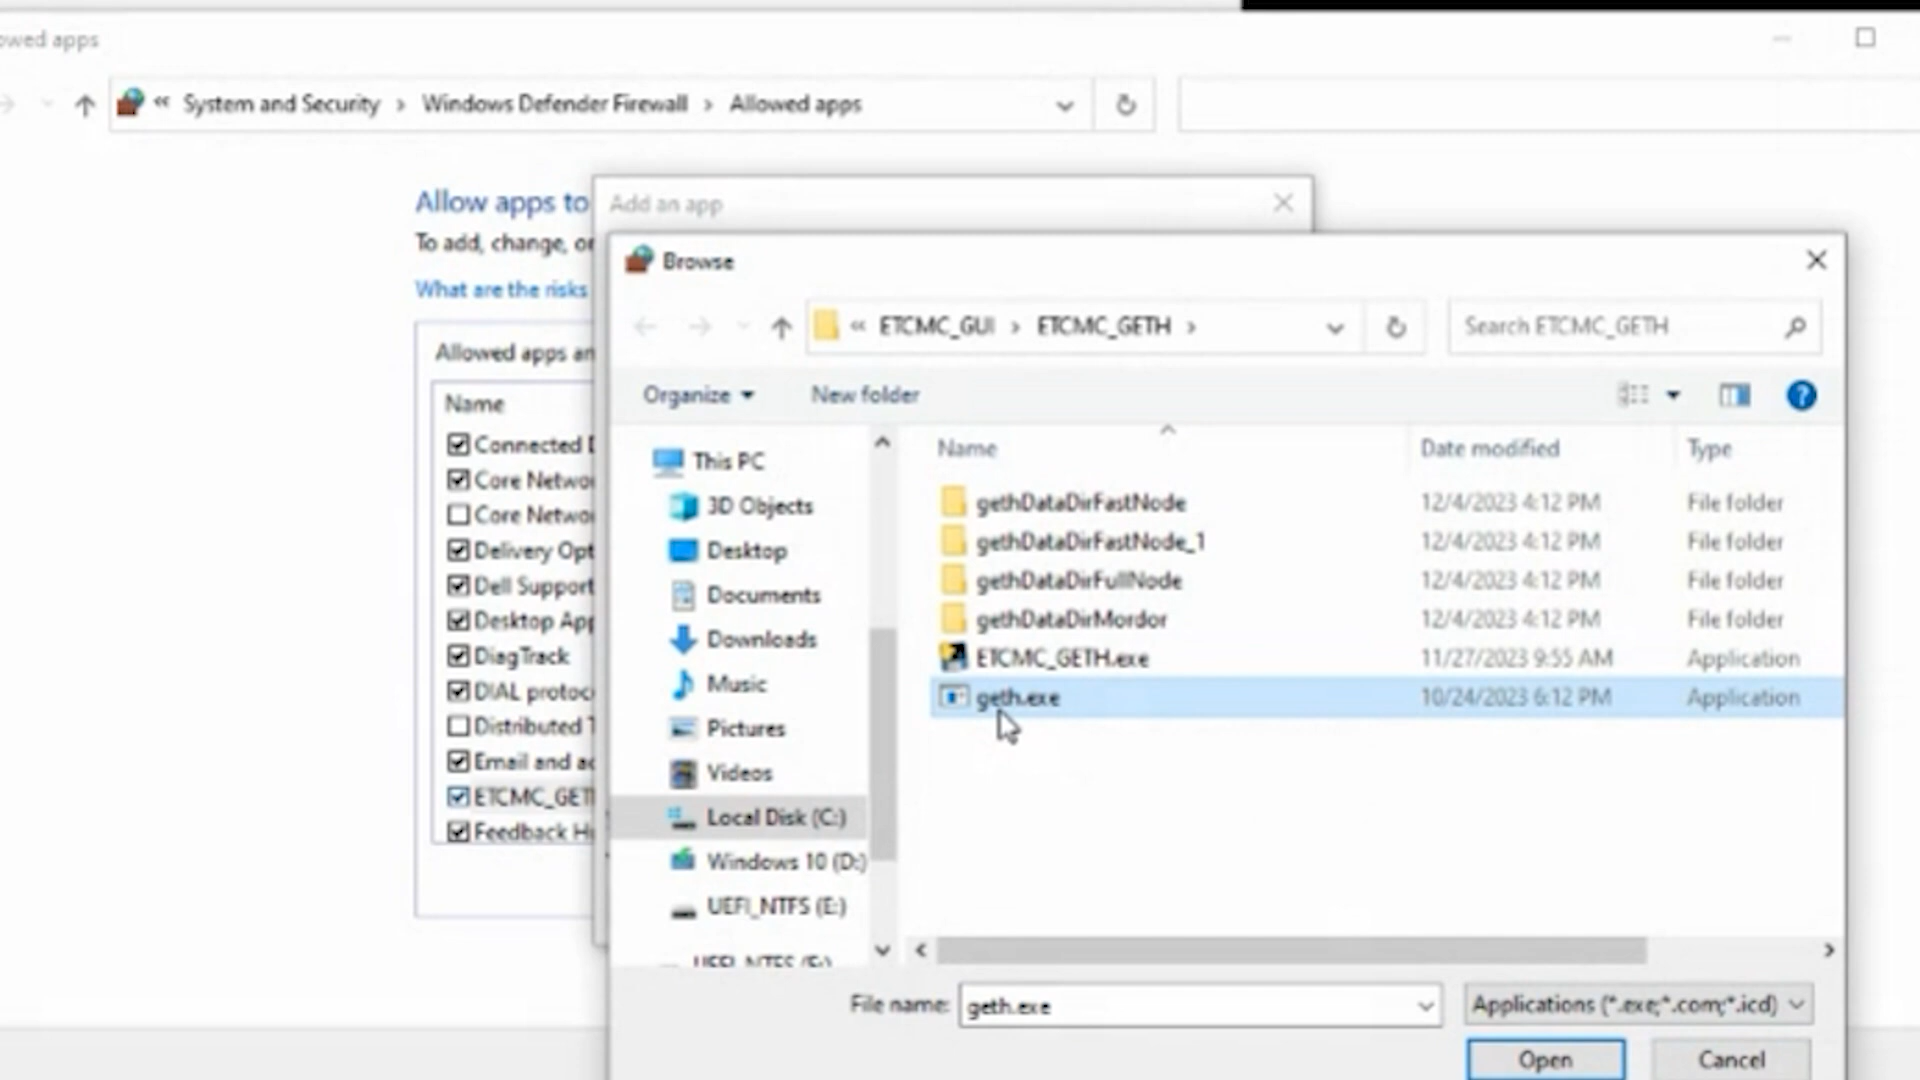 owed apps
« System and Security › Windows Defender Firewall › Allowed apps
Allow apps to
To add, change, or
What are the risks
Allowed apps an
Name
Connected D
Core Netwo
Core Netwo
Delivery Opt
Dell Support
Desktop App
DiagTrack
DIAL protoc
Distributed T
Email and ac
ETCMC_GET
Feedback H
Add an app
Browse
« ETCMC_GUI › ETCMC_GETH ›
Search ETCMC_GETH
Organize
New folder
This PC
3D Objects
Desktop
Documents
Downloads
Music
Pictures
Videos
Local Disk (C:)
Windows 10 (D:)
UEFI_NTFS (E:)
UEFI_NTFS (E:)
Name Date modified Type
gethDataDirFastNode 12/4/2023 4:12 PM File folder
gethDataDirFastNode_1 12/4/2023 4:12 PM File folder
gethDataDirFullNode 12/4/2023 4:12 PM File folder
gethDataDirMordor 12/4/2023 4:12 PM File folder
ETCMC_GETH.exe 11/27/2023 9:55 AM Application
geth.exe 10/24/2023 6:12 PM Application
File name: geth.exe
Applications (*.exe;*.com;*.icd)
Open
Cancel